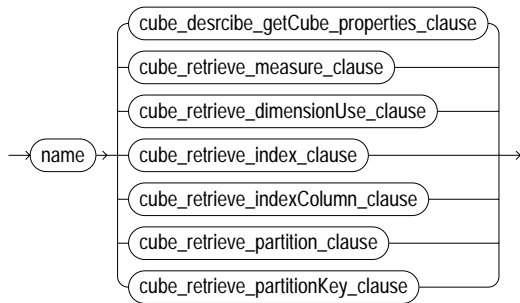 cube_desrcibe_getCube_properties_clause
cube_retrieve_measure_clause
cube_retrieve_dimensionUse_clause
name
cube_retrieve_index_clause
cube_retrieve_indexColumn_clause
cube_retrieve_partition_clause
cube_retrieve_partitionKey_clause